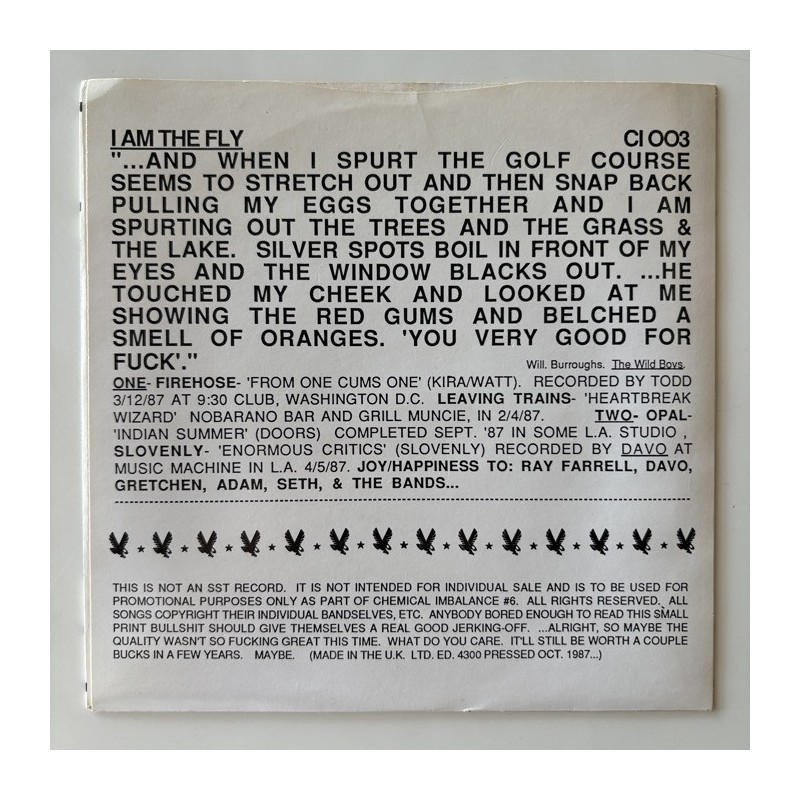 I AM THE FLY CI 003
"...AND WHEN I SPURT THE GOLF COURSE
SEEMS TO STRETCH OUT AND THEN SNAP BACK
PULLING MY EGGS TOGETHER AND I AM
SPURTING OUT THE TREES AND THE GRASS &
THE LAKE. SILVER SPOTS BOIL IN FRONT OF MY
EYES AND THE WINDOW BLACKS OUT. ...HE
TOUCHED MY CHEEK AND LOOKED AT ME
SHOWING THE RED GUMS AND BELCHED A
SMELL OF ORANGES. 'YOU VERY GOOD FOR
FUCK'." Will. Burroughs. The Wild Boys.
ONE- FIREHOSE- 'FROM ONE CUMS ONE' (KIRA/WATT). RECORDED BY TODD
3/12/87 AT 9:30 CLUB, WASHINGTON D.C. LEAVING TRAINS- 'HEARTBREAK
WIZARD' NOBARANO BAR AND GRILL MUNCIE, IN 2/4/87. TWO- OPAL-
'INDIAN SUMMER' (DOORS) COMPLETED SEPT. '87 IN SOME L.A. STUDIO ,
SLOVENLY- 'ENORMOUS CRITICS' (SLOVENLY) RECORDED BY DAVO AT
MUSIC MACHINE IN L.A. 4/5/87. JOY/HAPPINESS TO: RAY FARRELL, DAVO,
GRETCHEN, ADAM, SETH, & THE BANDS...
THIS IS NOT AN SST RECORD. IT IS NOT INTENDED FOR INDIVIDUAL SALE AND IS TO BE USED FOR
PROMOTIONAL PURPOSES ONLY AS PART OF CHEMICAL IMBALANCE #6. ALL RIGHTS RESERVED. ALL
SONGS COPYRIGHT THEIR INDIVIDUAL BANDSELVES, ETC. ANYBODY BORED ENOUGH TO READ THIS SMALL
PRINT BULLSHIT SHOULD GIVE THEMSELVES A REAL GOOD JERKING-OFF. ...ALRIGHT, SO MAYBE THE
QUALITY WASN'T SO FUCKING GREAT THIS TIME. WHAT DO YOU CARE. IT'LL STILL BE WORTH A COUPLE
BUCKS IN A FEW YEARS. MAYBE. (MADE IN THE U.K. LTD. ED. 4300 PRESSED OCT. 1987...)